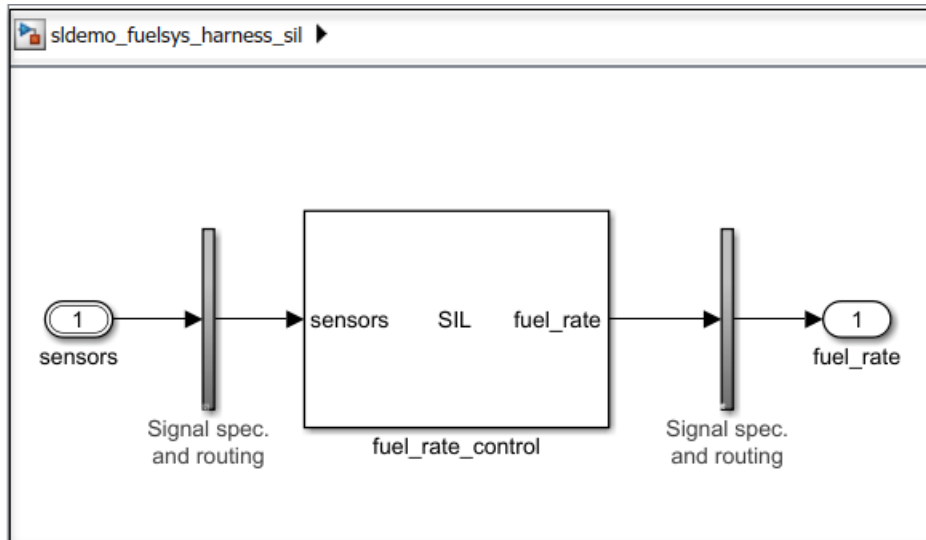 sldemo_fuelsys_harness_sil
1
sensors
Signal spec.
and routing
sensors SIL fuel_rate
fuel_rate_control
Signal spec.
and routing
1
fuel_rate